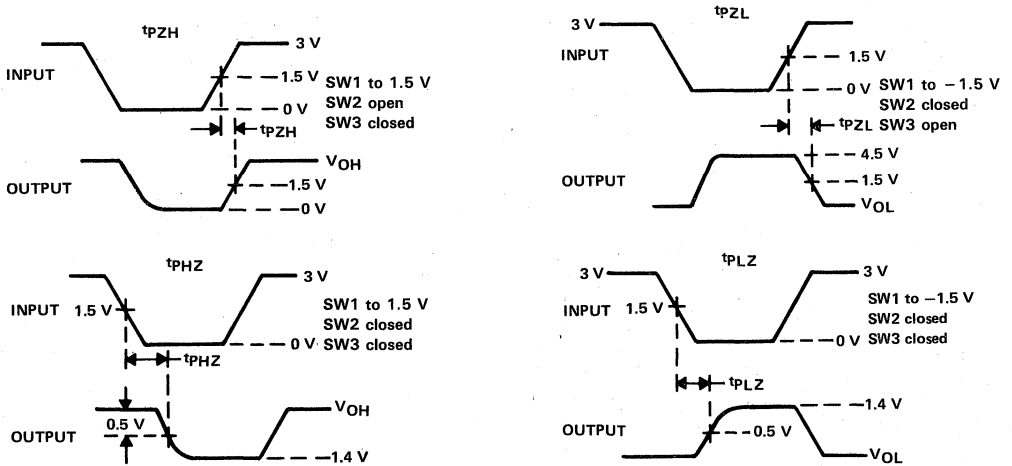 tPZH
3 V
INPUT
1.5 V
0 V
SW1 to 1.5 V
SW2 open
SW3 closed
tPZH
VOH
OUTPUT
1.5 V
0 V
tPZL
3 V
INPUT
1.5 V
0 V
SW1 to − 1.5 V
SW2 closed
SW3 open
tPZL
4.5 V
OUTPUT
1.5 V
VOL
tPHZ
3 V
INPUT
1.5 V
SW1 to 1.5 V
SW2 closed
SW3 closed
0 V
tPHZ
VOH
0.5 V
OUTPUT
1.4 V
tPLZ
3 V
3 V
INPUT
1.5 V
SW1 to −1.5 V
SW2 closed
SW3 closed
0 V
tPLZ
1.4 V
OUTPUT
0.5 V
VOL